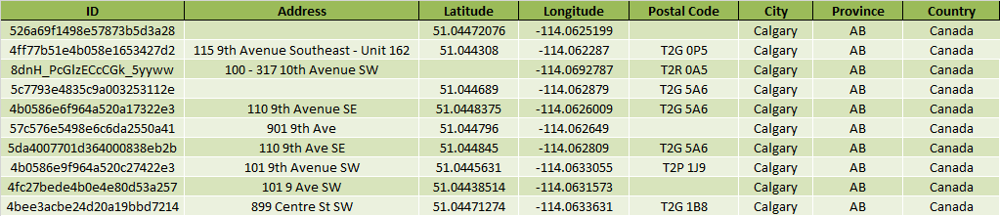 ID Address Latitude Longitude Postal Code City Province Country
526a69f1498e57873b5d3a28 51.04472076 -114.0625199 Calgary AB Canada
4ff77b51e4b058e1653427d2 115 9th Avenue Southeast - Unit 162 51.044308 -114.062287 T2G 0P5 Calgary AB Canada
8dnH_PcGlzECcCGk_5yyww 100 - 317 10th Avenue SW -114.0692787 T2R 0A5 Calgary AB Canada
5c7793e4835c9a003253112e 51.044689 -114.062879 T2G 5A6 Calgary AB Canada
4b0586e6f964a520a17322e3 110 9th Avenue SE 51.0448375 -114.0626009 T2G 5A6 Calgary AB Canada
57c576e5498e6c6da2550a41 901 9th Ave 51.044796 -114.062649 Calgary AB Canada
5da4007701d364000838eb2b 110 9th Ave SE 51.044845 -114.062809 T2G 5A6 Calgary AB Canada
4b0586e9f964a520c27422e3 101 9th Avenue SW 51.0445631 -114.0633055 T2P 1J9 Calgary AB Canada
4fc27bede4b0e4e80d53a257 101 9 Ave SW 51.04438514 -114.0631573 Calgary AB Canada
4bee3acbe24d20a19bbd7214 899 Centre St SW 51.04471274 -114.0633631 T2G 1B8 Calgary AB Canada